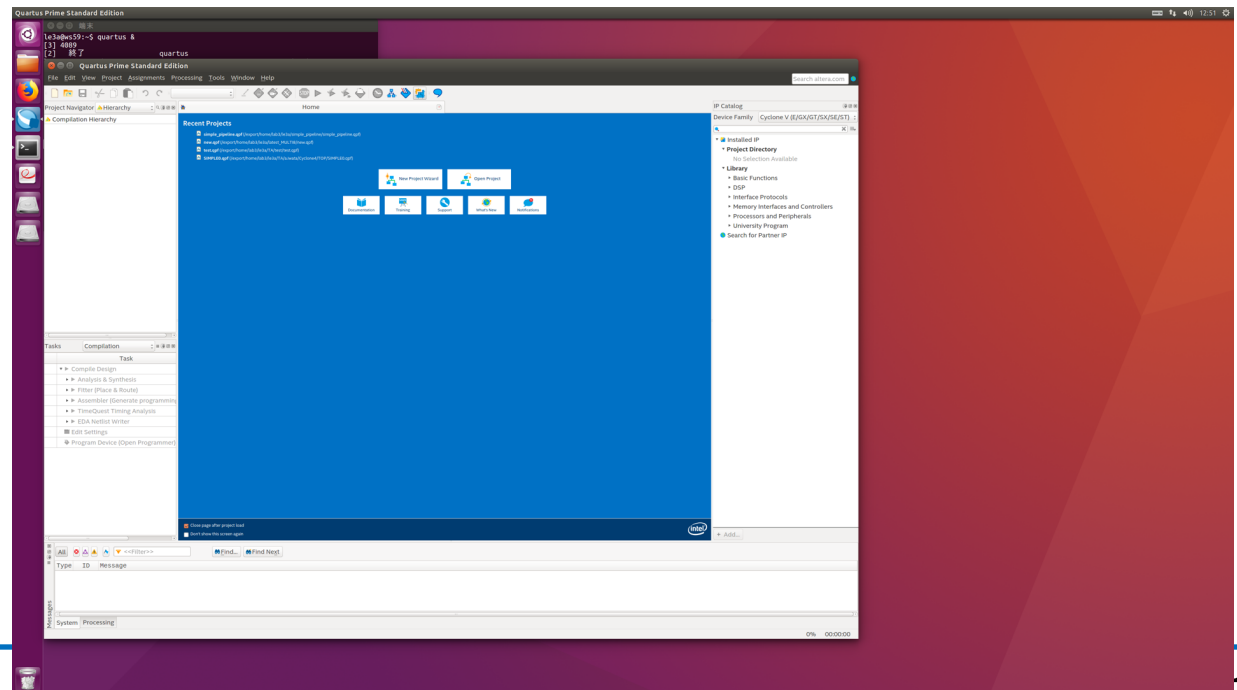 Quartus Prime Standard Edition
12:51
端末
le3a@ws59:~$ quartus &
[3] 4089
[2] 終了 quartus
Quartus Prime Standard Edition
File Edit View Project Assignments Processing Tools Window Help
Search altera.com
Project Navigator Hierarchy
Home
IP Catalog
Compilation Hierarchy
Device Family Cyclone V (E/GX/GT/SX/SE/ST)
Recent Projects
Installed IP
Project Directory
No Selection Available
Library
Basic Functions
DSP
Interface Protocols
Memory Interfaces and Controllers
Processors and Peripherals
University Program
Search for Partner IP
New Project Wizard Open Project
Documentation Training Support What's New Notifications
Tasks Compilation
Task
Compile Design
Analysis & Synthesis
Fitter (Place & Route)
Assembler (Generate programming
TimeQuest Timing Analysis
EDA Netlist Writer
Edit Settings
Program Device (Open Programmer)
Close page after project load
Don't show this screen again
intel
+ Add...
All <<Filter>> Find... Find Next
Type ID Message
Messages
System Processing
0% 00:00:00